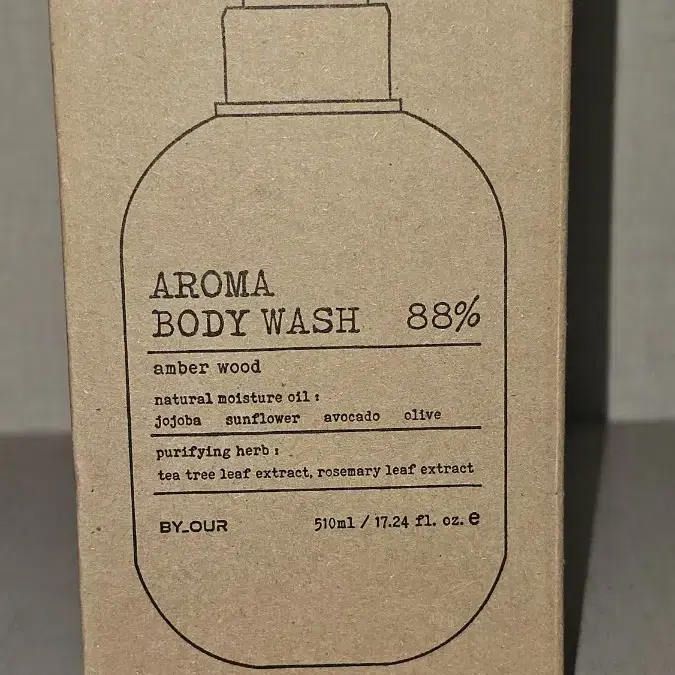 AROMA
BODY WASH 88%
amber wood
natural moisture oil :
jojoba sunflower avocado olive
purifying herb :
tea tree leaf extract, rosemary leaf extract
BY_OUR 510ml / 17.24 fl. oz. e